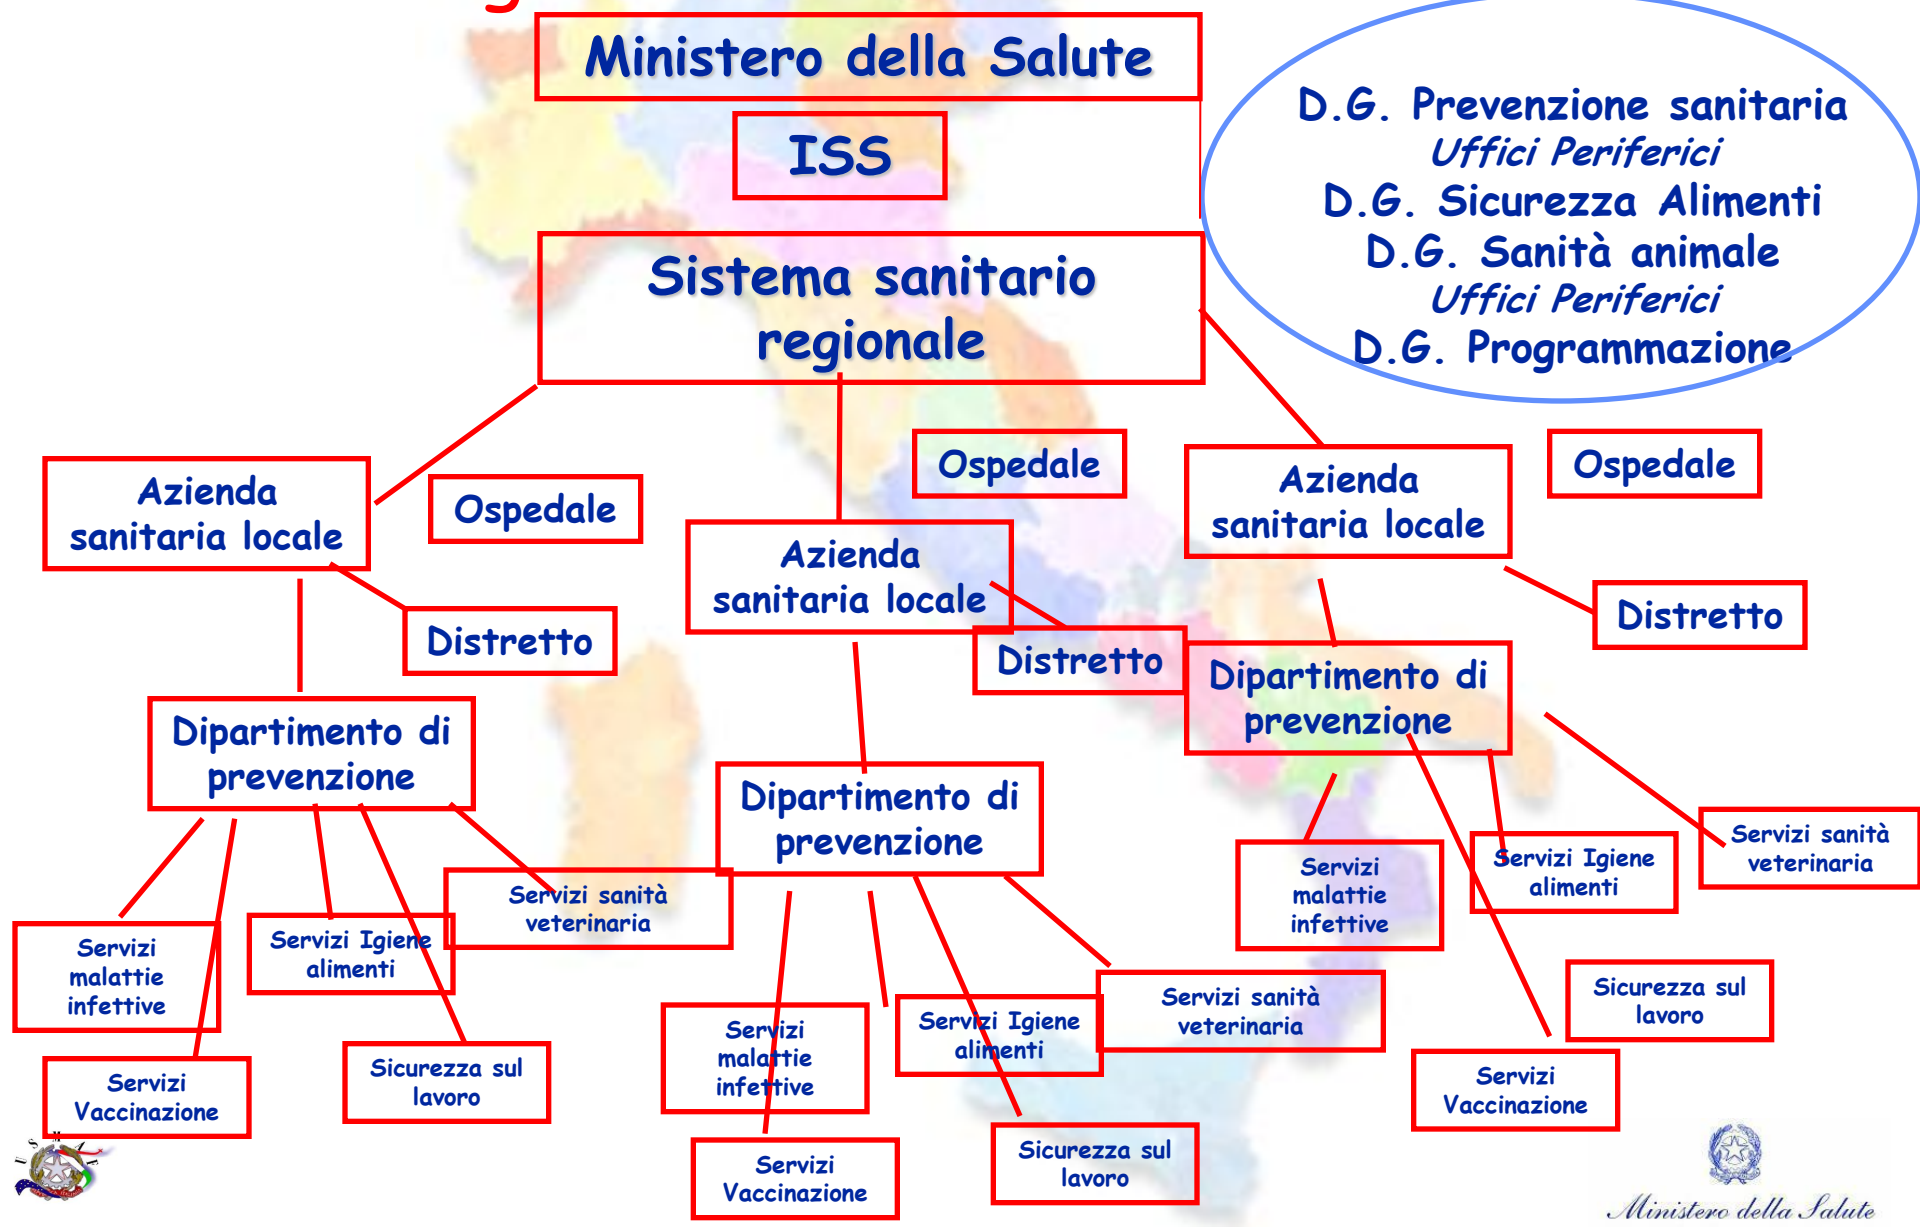 Ministero della Salute
ISS
D.G. Prevenzione sanitaria
Uffici Periferici
D.G. Sicurezza Alimenti
D.G. Sanità animale
Uffici Periferici
D.G. Programmazione
Sistema sanitario
regionale
Azienda
sanitaria locale
Ospedale
Distretto
Dipartimento di
prevenzione
Servizi
malattie
infettive
Servizi
Vaccinazione
Servizi Igiene
alimenti
Sicurezza sul
lavoro
Servizi sanità
veterinaria
Azienda
sanitaria locale
Ospedale
Distretto
Dipartimento di
prevenzione
Servizi
malattie
infettive
Servizi
Vaccinazione
Servizi Igiene
alimenti
Sicurezza sul
lavoro
Servizi sanità
veterinaria
Azienda
sanitaria locale
Ospedale
Distretto
Dipartimento di
prevenzione
Servizi
malattie
infettive
Servizi Igiene
alimenti
Servizi sanità
veterinaria
Sicurezza sul
lavoro
Servizi
Vaccinazione
USMAF
Ministero della Salute